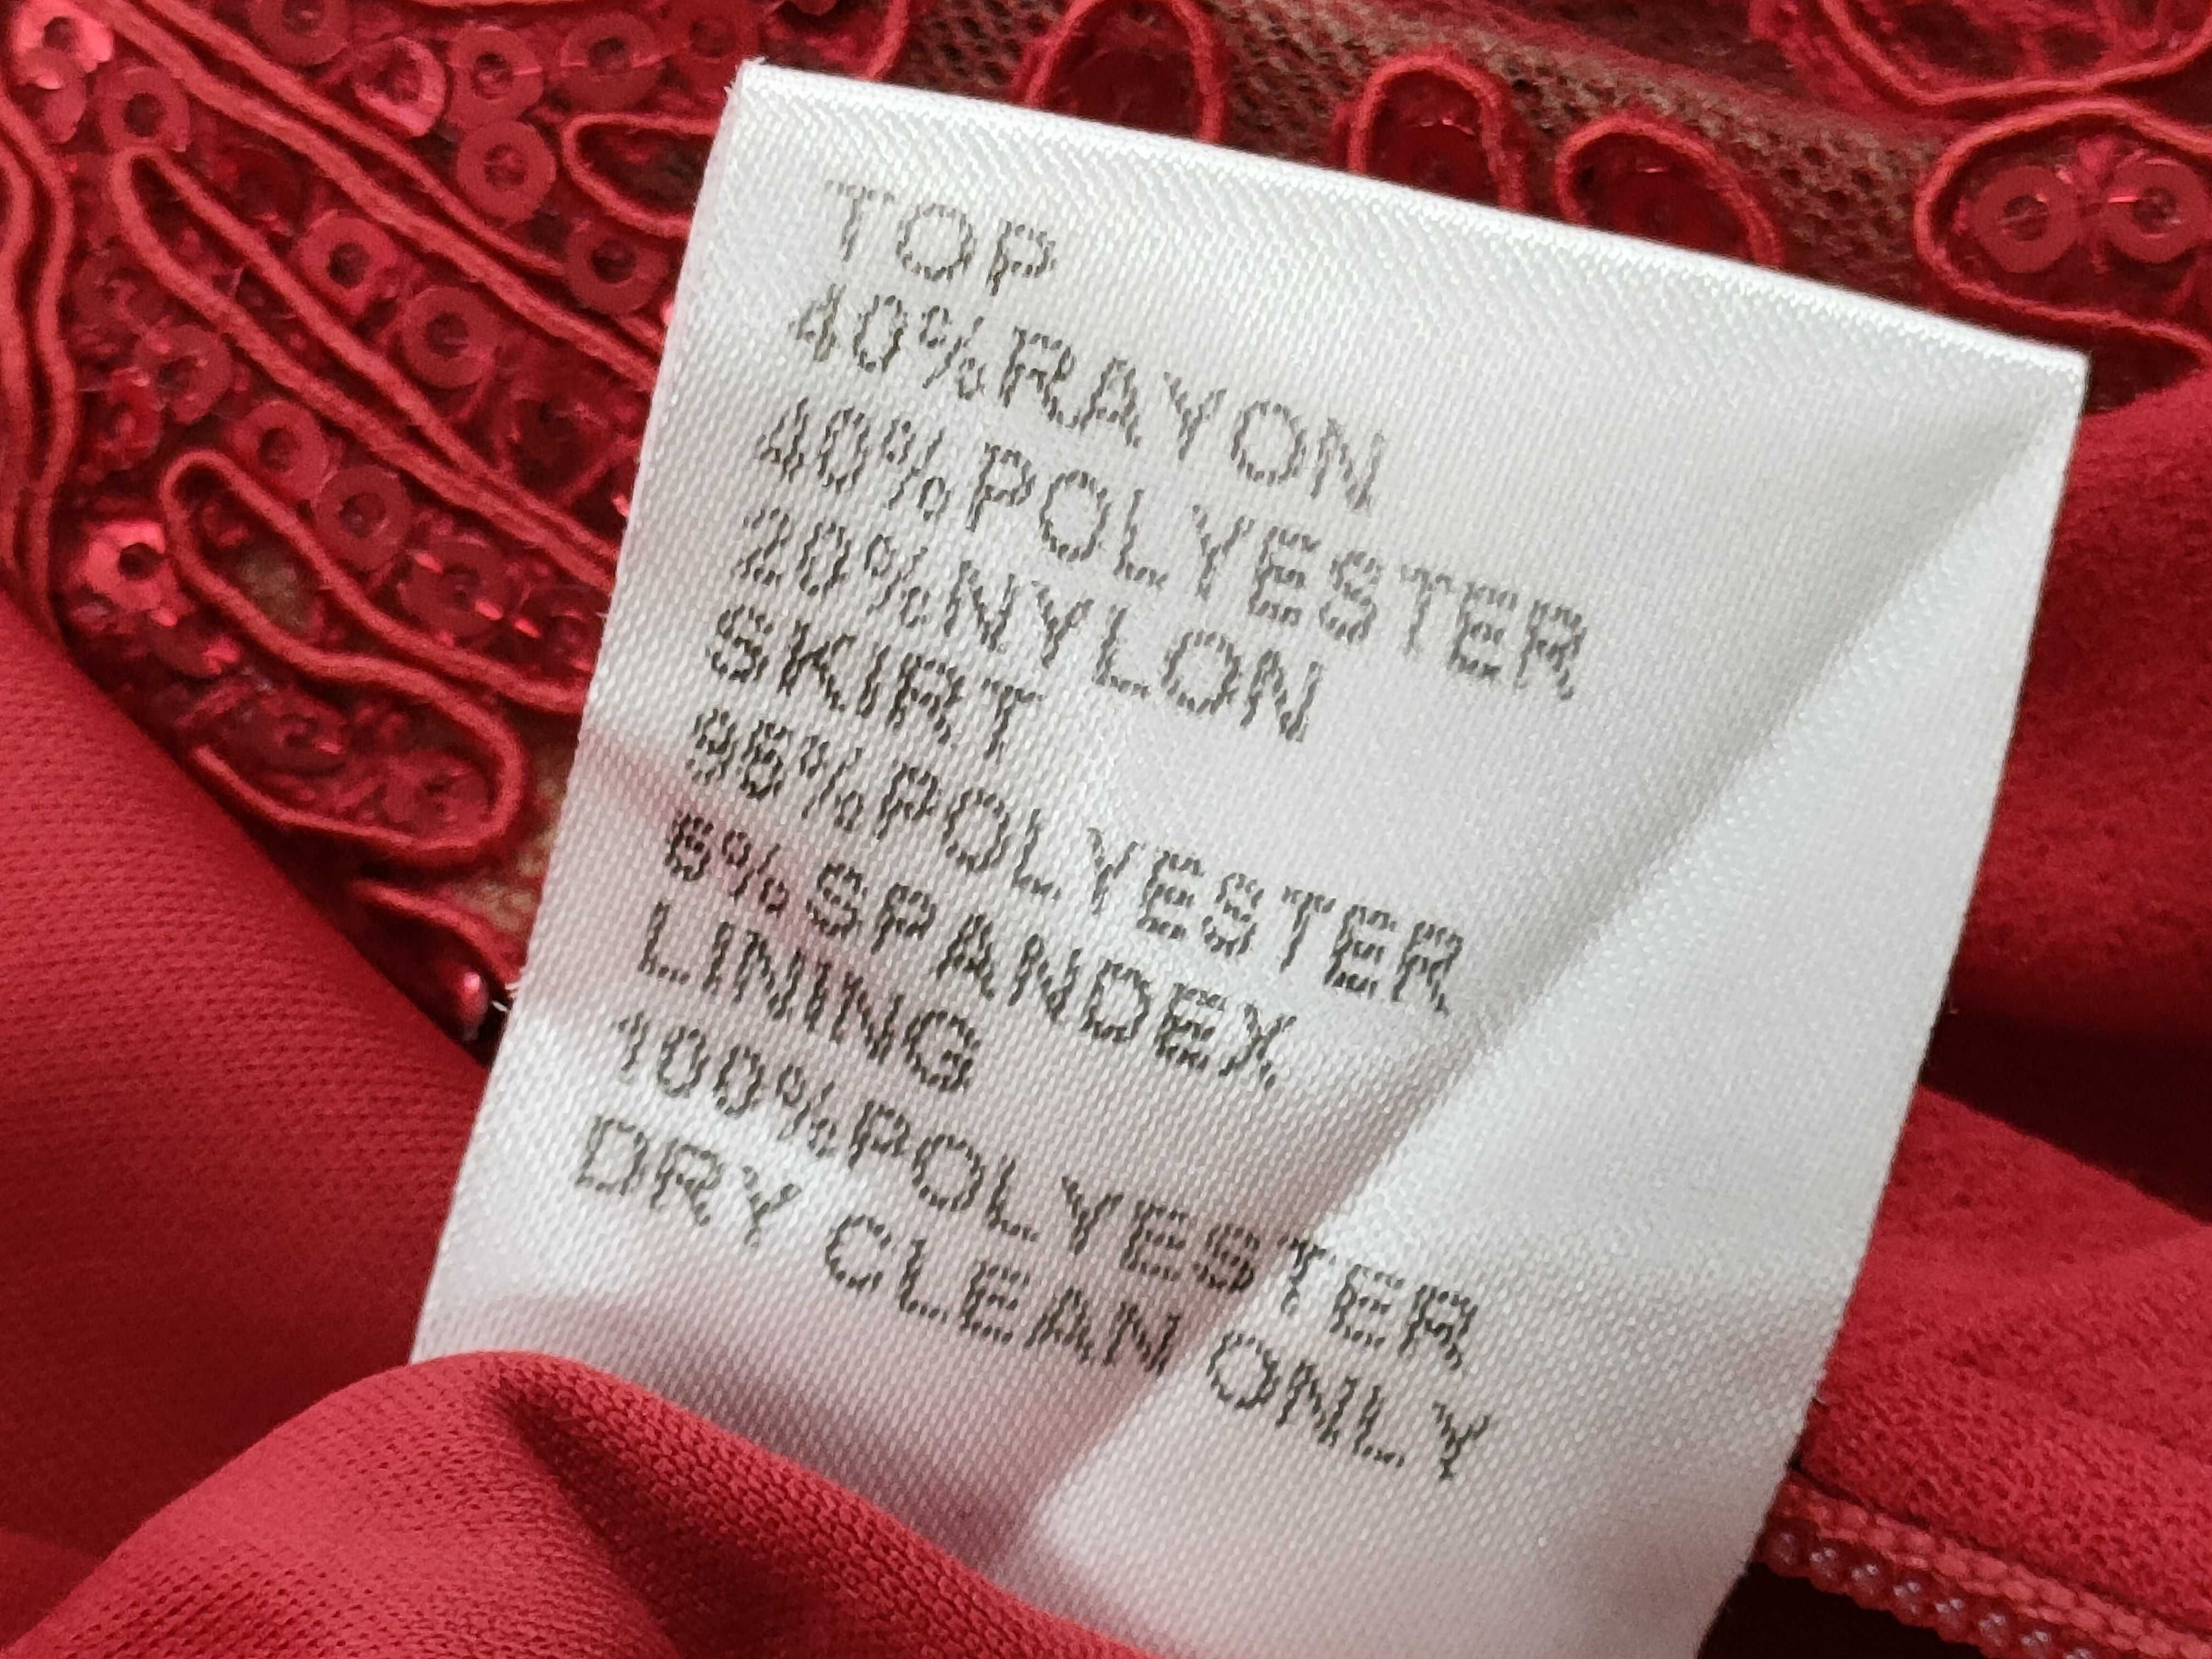 TOP
40%RAYON
40%POLYESTER
20%NYLON
SKIRT
95%POLYESTER
5%SPANDEX
LINING
100%POLYESTER
DRY CLEAN ONLY